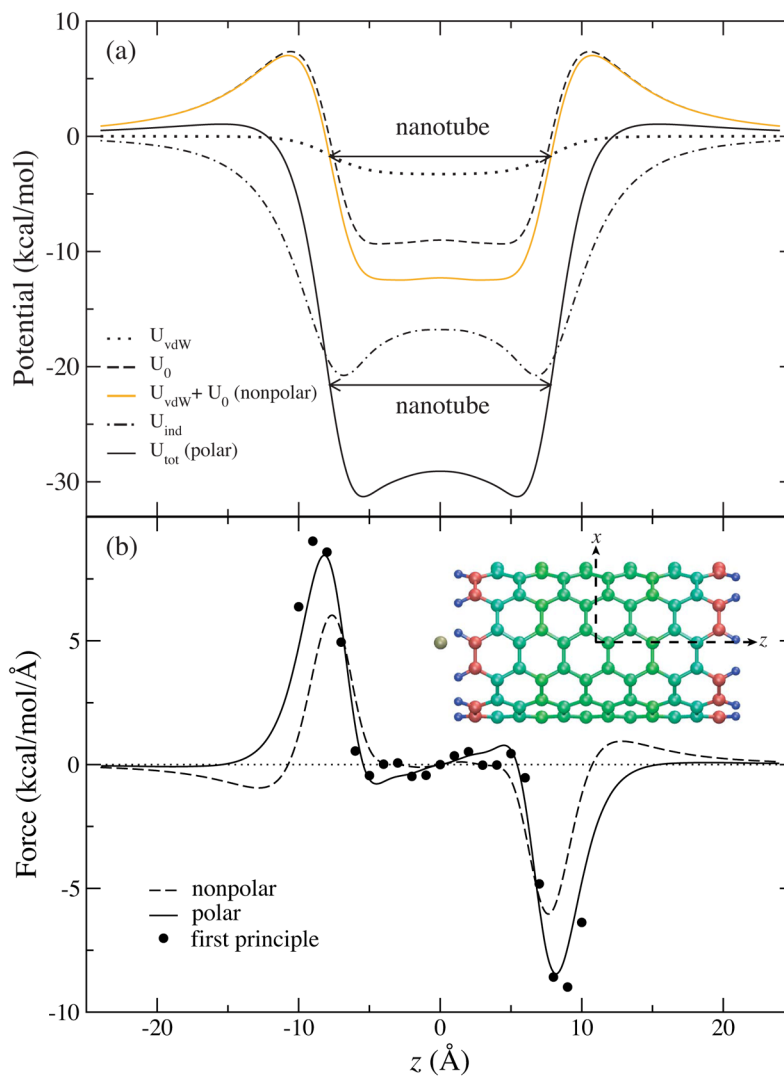 10
(a)
nanotube
0
-10
-20
-30
Potential (kcal/mol)
U_vdW
U_0
U_vdW + U_0 (nonpolar)
U_ind
U_tot (polar)
nanotube
(b)
x
z
5
0
-5
-10
Force (kcal/mol/Å)
nonpolar
polar
first principle
-20
-10
0
10
20
z (Å)